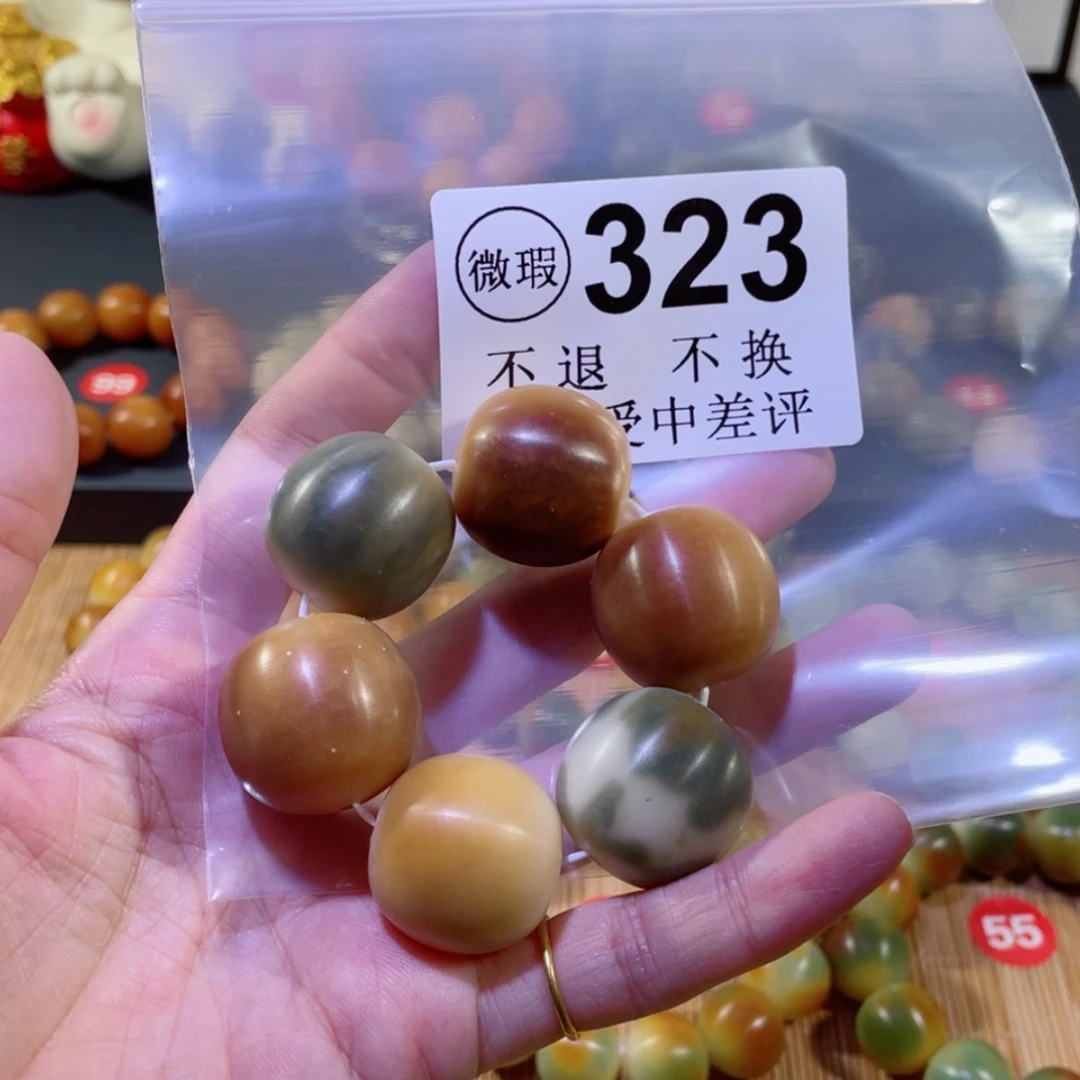 微瑕 323
不退 不换
受中差评
99
55